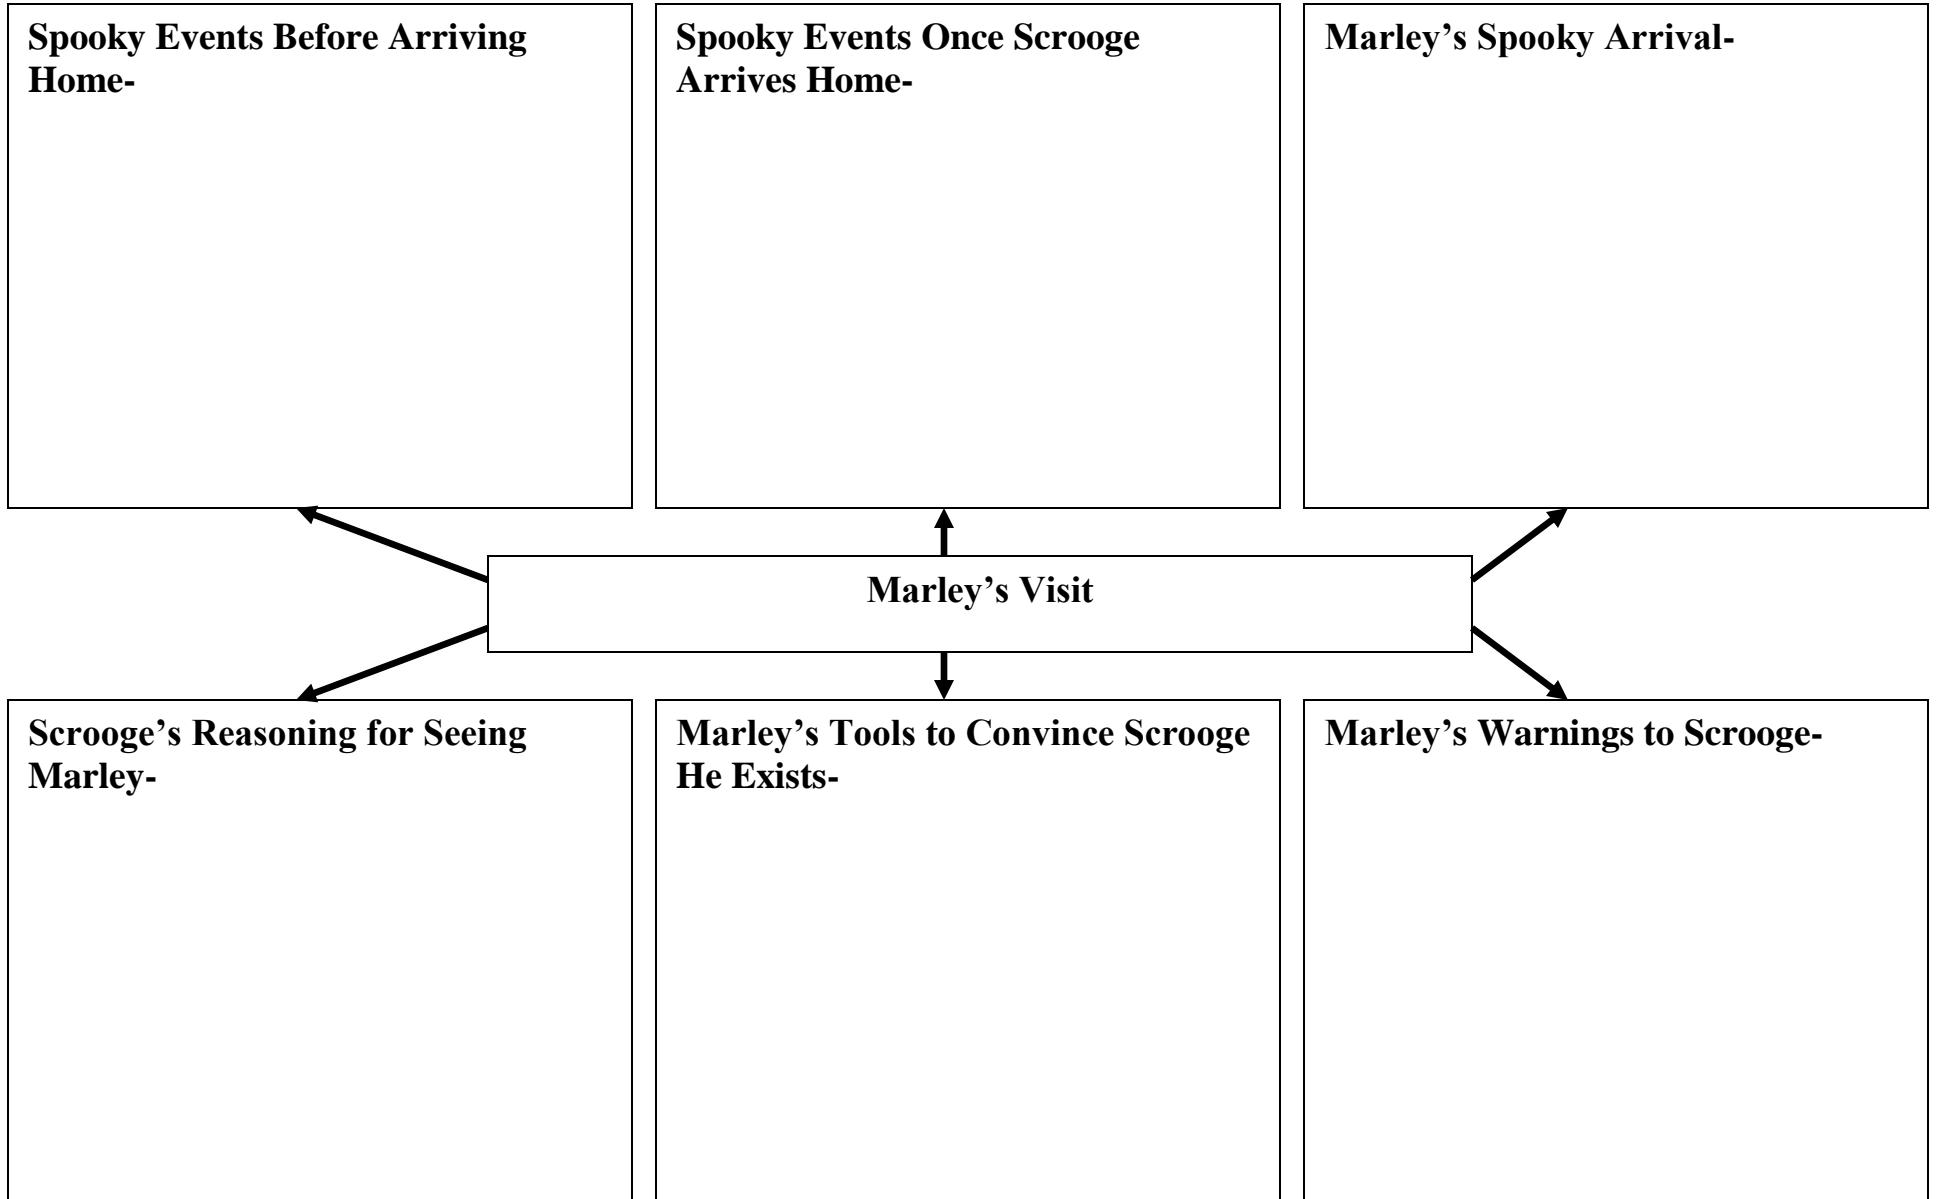 Spooky Events Before Arriving
Home-
Spooky Events Once Scrooge
Arrives Home-
Marley’s Spooky Arrival-
Marley’s Visit
Scrooge’s Reasoning for Seeing
Marley-
Marley’s Tools to Convince Scrooge
He Exists-
Marley’s Warnings to Scrooge-